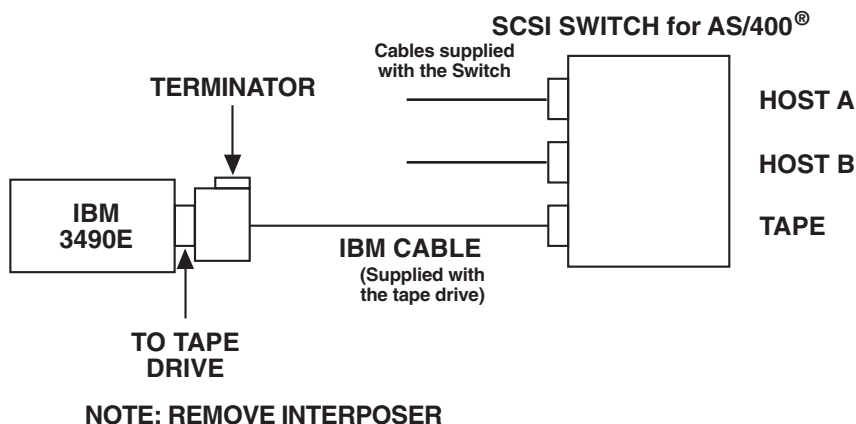 SCSI SWITCH for AS/400®
Cables supplied
with the Switch
TERMINATOR
HOST A
HOST B
IBM
3490E
TAPE
IBM CABLE
(Supplied with
the tape drive)
TO TAPE
DRIVE
NOTE: REMOVE INTERPOSER